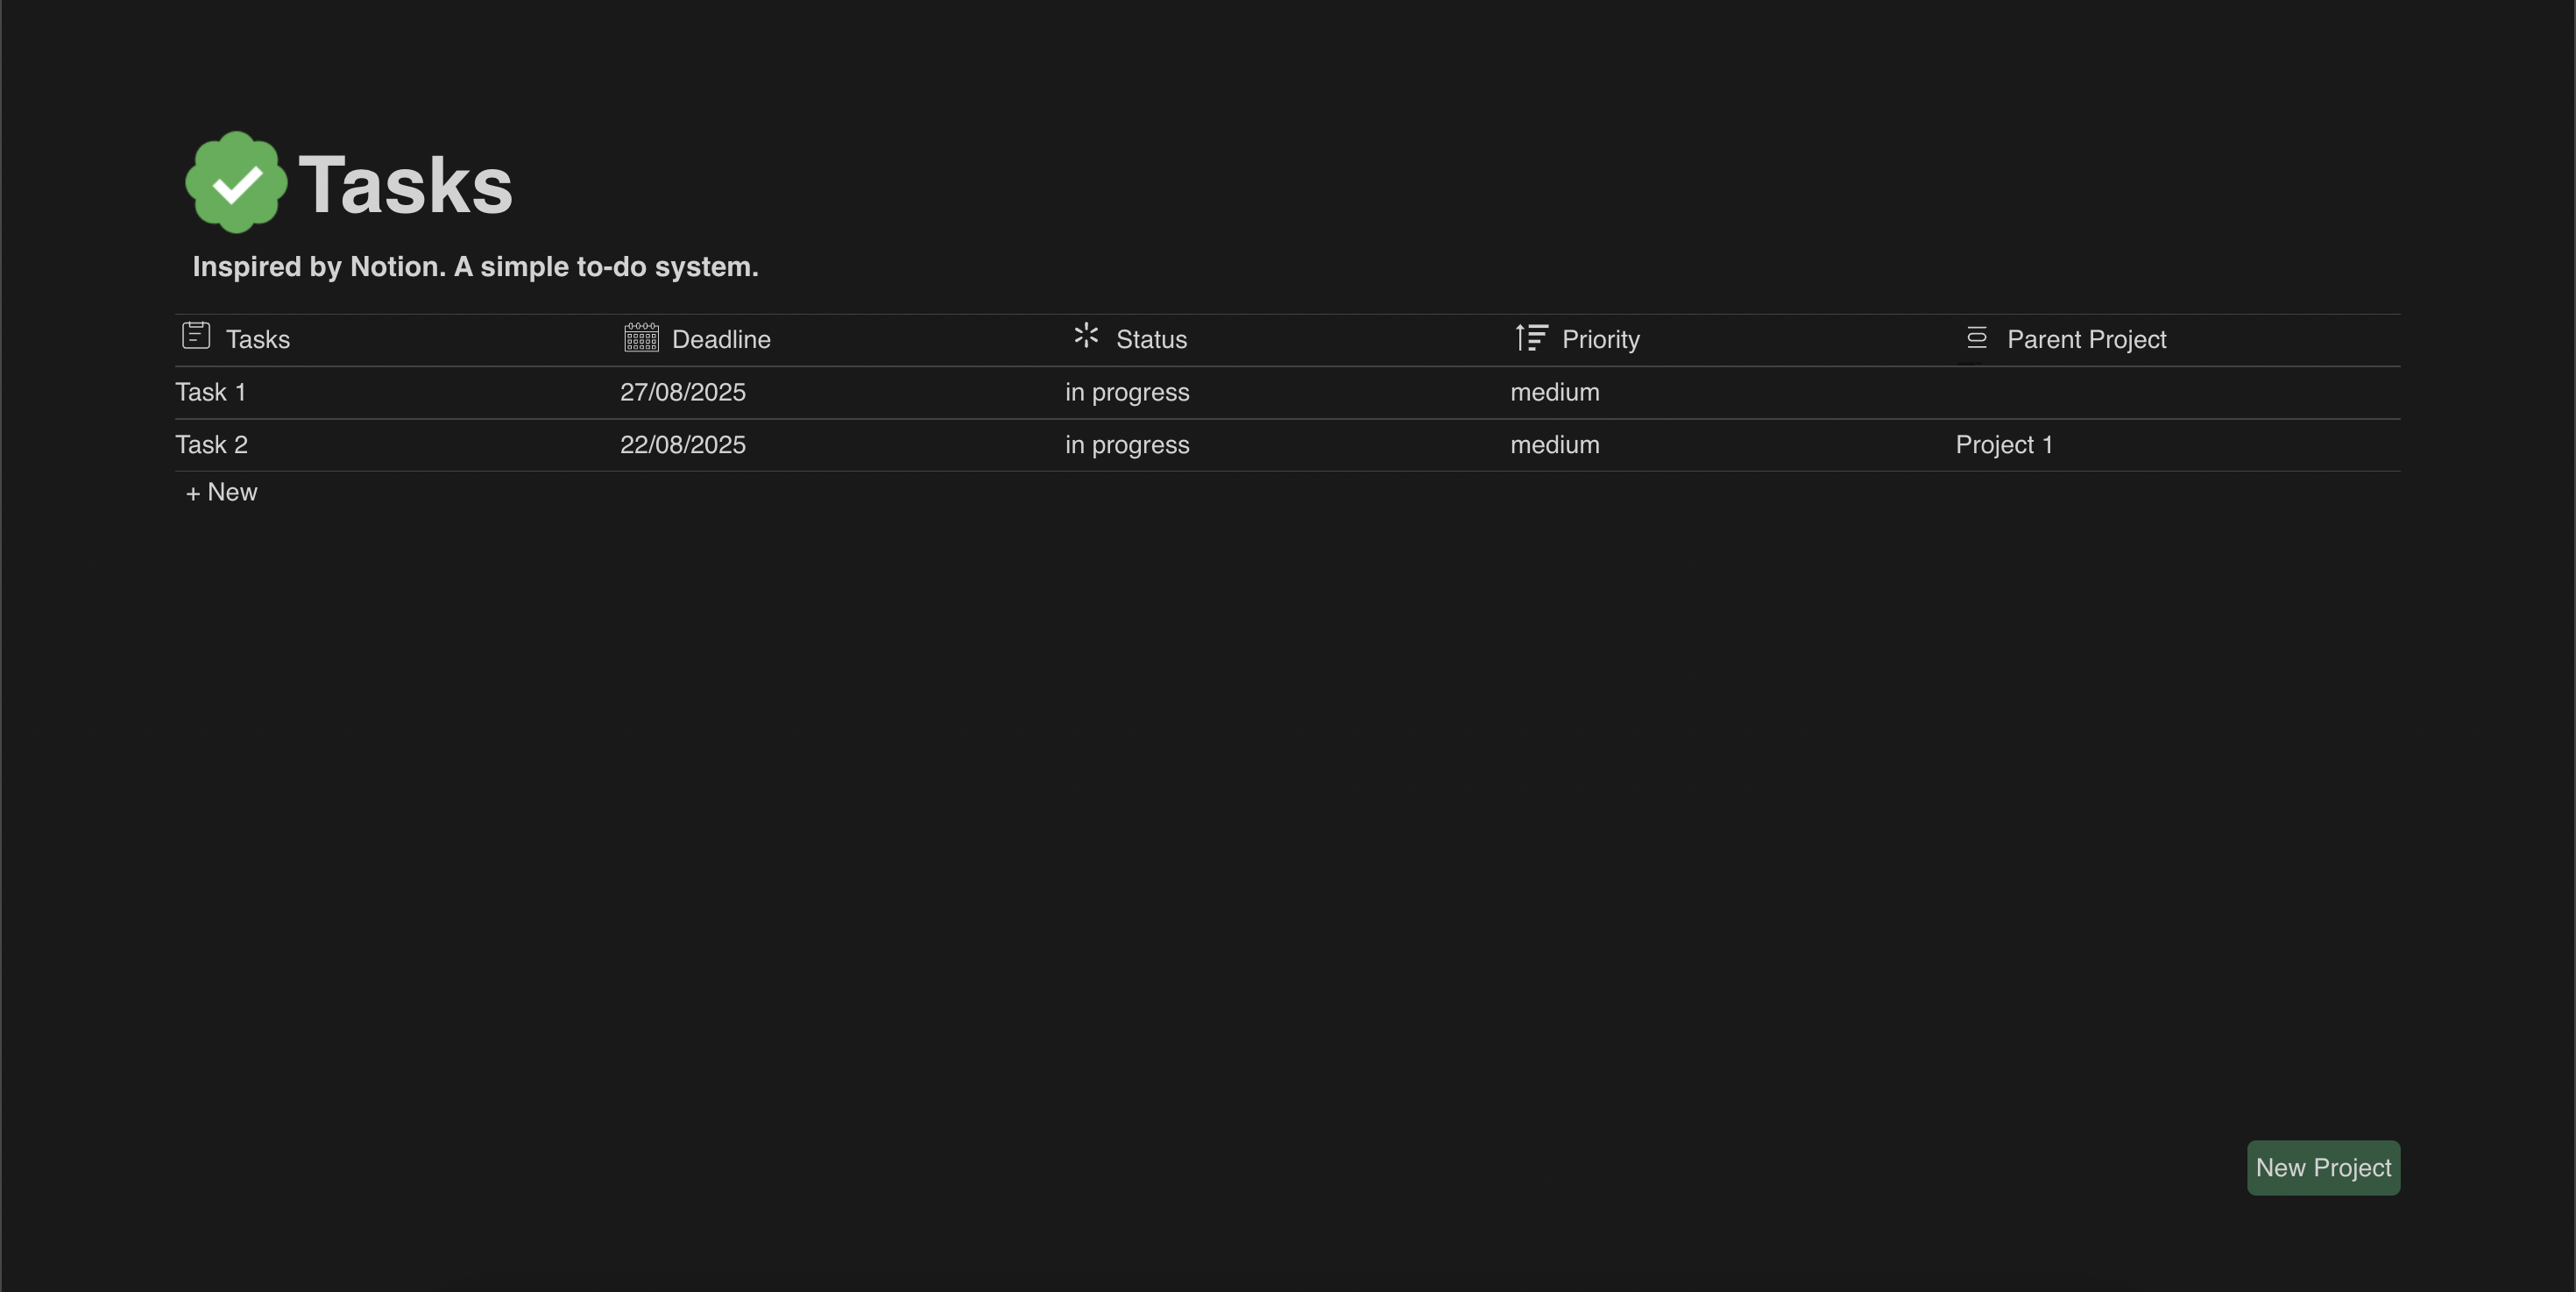 Tasks
Inspired by Notion. A simple to-do system.
Tasks Deadline Status Priority Parent Project
Task 1 27/08/2025 in progress medium
Task 2 22/08/2025 in progress medium Project 1
+ New
New Project